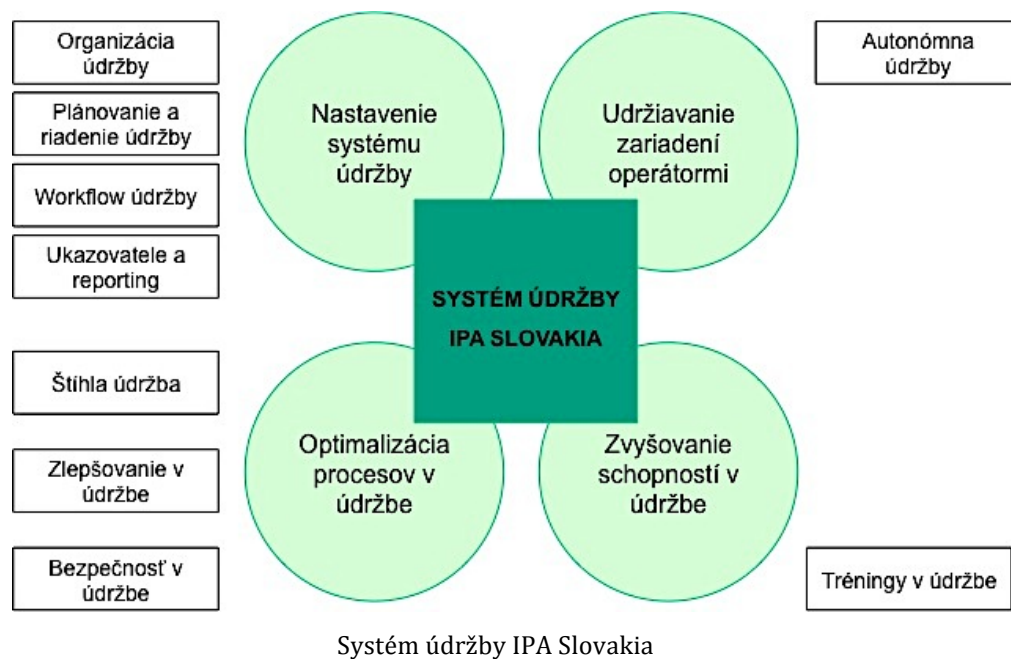 Organizácia
údržby
Plánovanie a
riadenie údržby
Workflow údržby
Ukazovatele a
reporting
Štíhla údržba
Zlepšovanie v
údržbe
Bezpečnosť v
údržbe
Nastavenie
systému
údržby
Udržiavanie
zariadení
operátormi
SYSTÉM ÚDRŽBY
IPA SLOVAKIA
Optimalizácia
procesov v
údržbe
Zvyšovanie
schopností v
údržbe
Autonómna
údržby
Tréningy v údržbe
Systém údržby IPA Slovakia